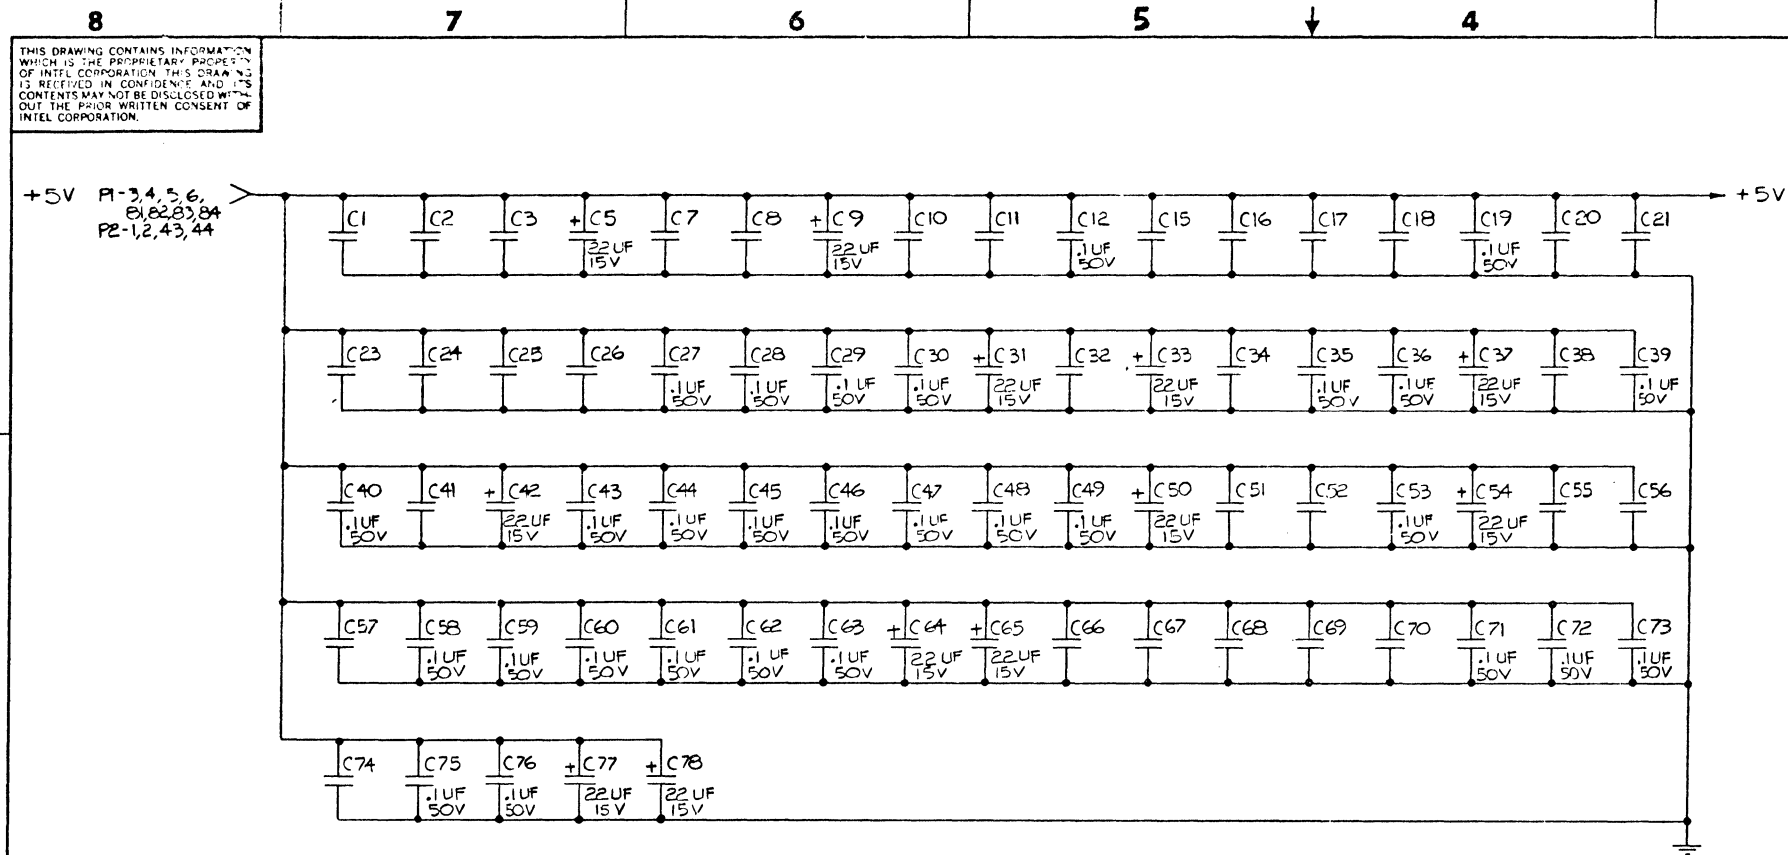 8 7 6 5 4
THIS DRAWING CONTAINS INFORMATION
WHICH IS THE PROPRIETARY PROPERTY
OF INTEL CORPORATION. THIS DRAWING
IS RECEIVED IN CONFIDENCE AND ITS
CONTENTS MAY NOT BE DISCLOSED WITH-
OUT THE PRIOR WRITTEN CONSENT OF
INTEL CORPORATION.
+5V P1-3,4,5,6, +5V
81,82,83,84
P2-1,2,43,44
C1 C2 C3 + C5 C7 C8 + C9 C10 C11 C12 C15 C16 C17 C18 C19 C20 C21
22UF 22UF .1UF .1UF
15V 15V 50V 50V
C23 C24 C25 C26 C27 C28 C29 C30 + C31 C32 + C33 C34 C35 C36 + C37 C38 C39
.1UF .1UF .1UF .1UF 22UF 22UF .1UF .1UF 22UF .1UF
50V 50V 50V 50V 15V 15V 50V 50V 15V 50V
C40 C41 + C42 C43 C44 C45 C46 C47 C48 C49 + C50 C51 C52 C53 + C54 C55 C56
.1UF 22UF .1UF .1UF .1UF .1UF .1UF .1UF .1UF 22UF .1UF 22UF
50V 15V 50V 50V 50V 50V 50V 50V 50V 15V 50V 15V
C57 C58 C59 C60 C61 C62 C63 + C64 + C65 C66 C67 C68 C69 C70 C71 C72 C73
.1UF .1UF .1UF .1UF .1UF .1UF 22UF 22UF .1UF .1UF .1UF
50V 50V 50V 50V 50V 50V 15V 15V 50V 50V 50V
C74 C75 C76 + C77 + C78
.1UF .1UF 22UF 22UF
50V 50V 15V 15V